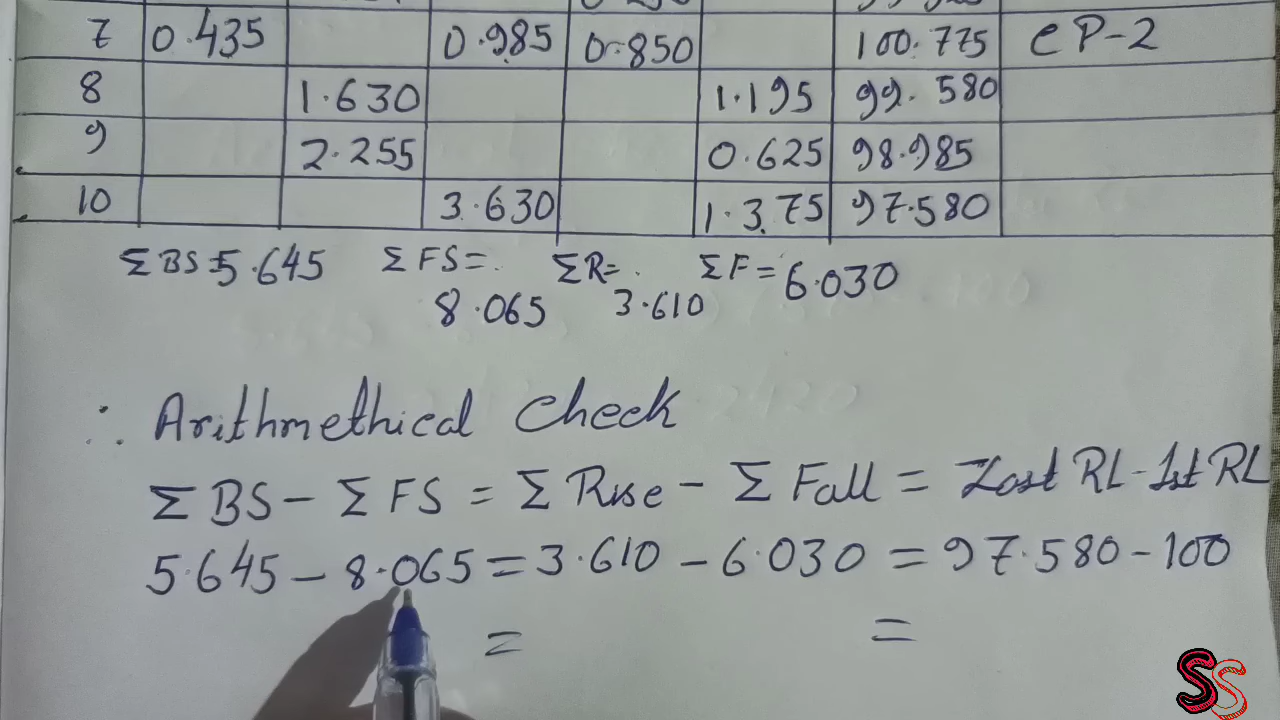 7 0.435 0.985 0.850 100.775 CP-2
8 1.630 1.195 99.580
9 2.255 0.625 98.985
10 3.630 1.375 97.580
ΣBS=5.645 ΣFS= ΣR= ΣF=6.030
8.065 3.610
∴ Arithmethical Check
ΣBS - ΣFS = ΣRise - ΣFall = Last RL-1st RL
5.645 - 8.065 = 3.610 - 6.030 = 97.580 - 100
= =
SS